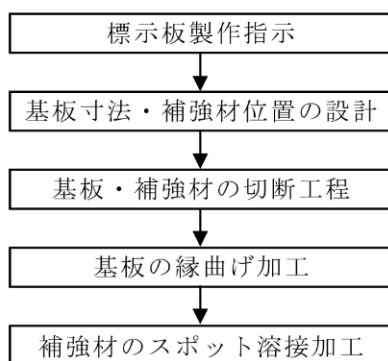 標示板製作指示
基板寸法・補強材位置の設計
基板・補強材の切断工程
基板の縁曲げ加工
補強材のスポット溶接加工